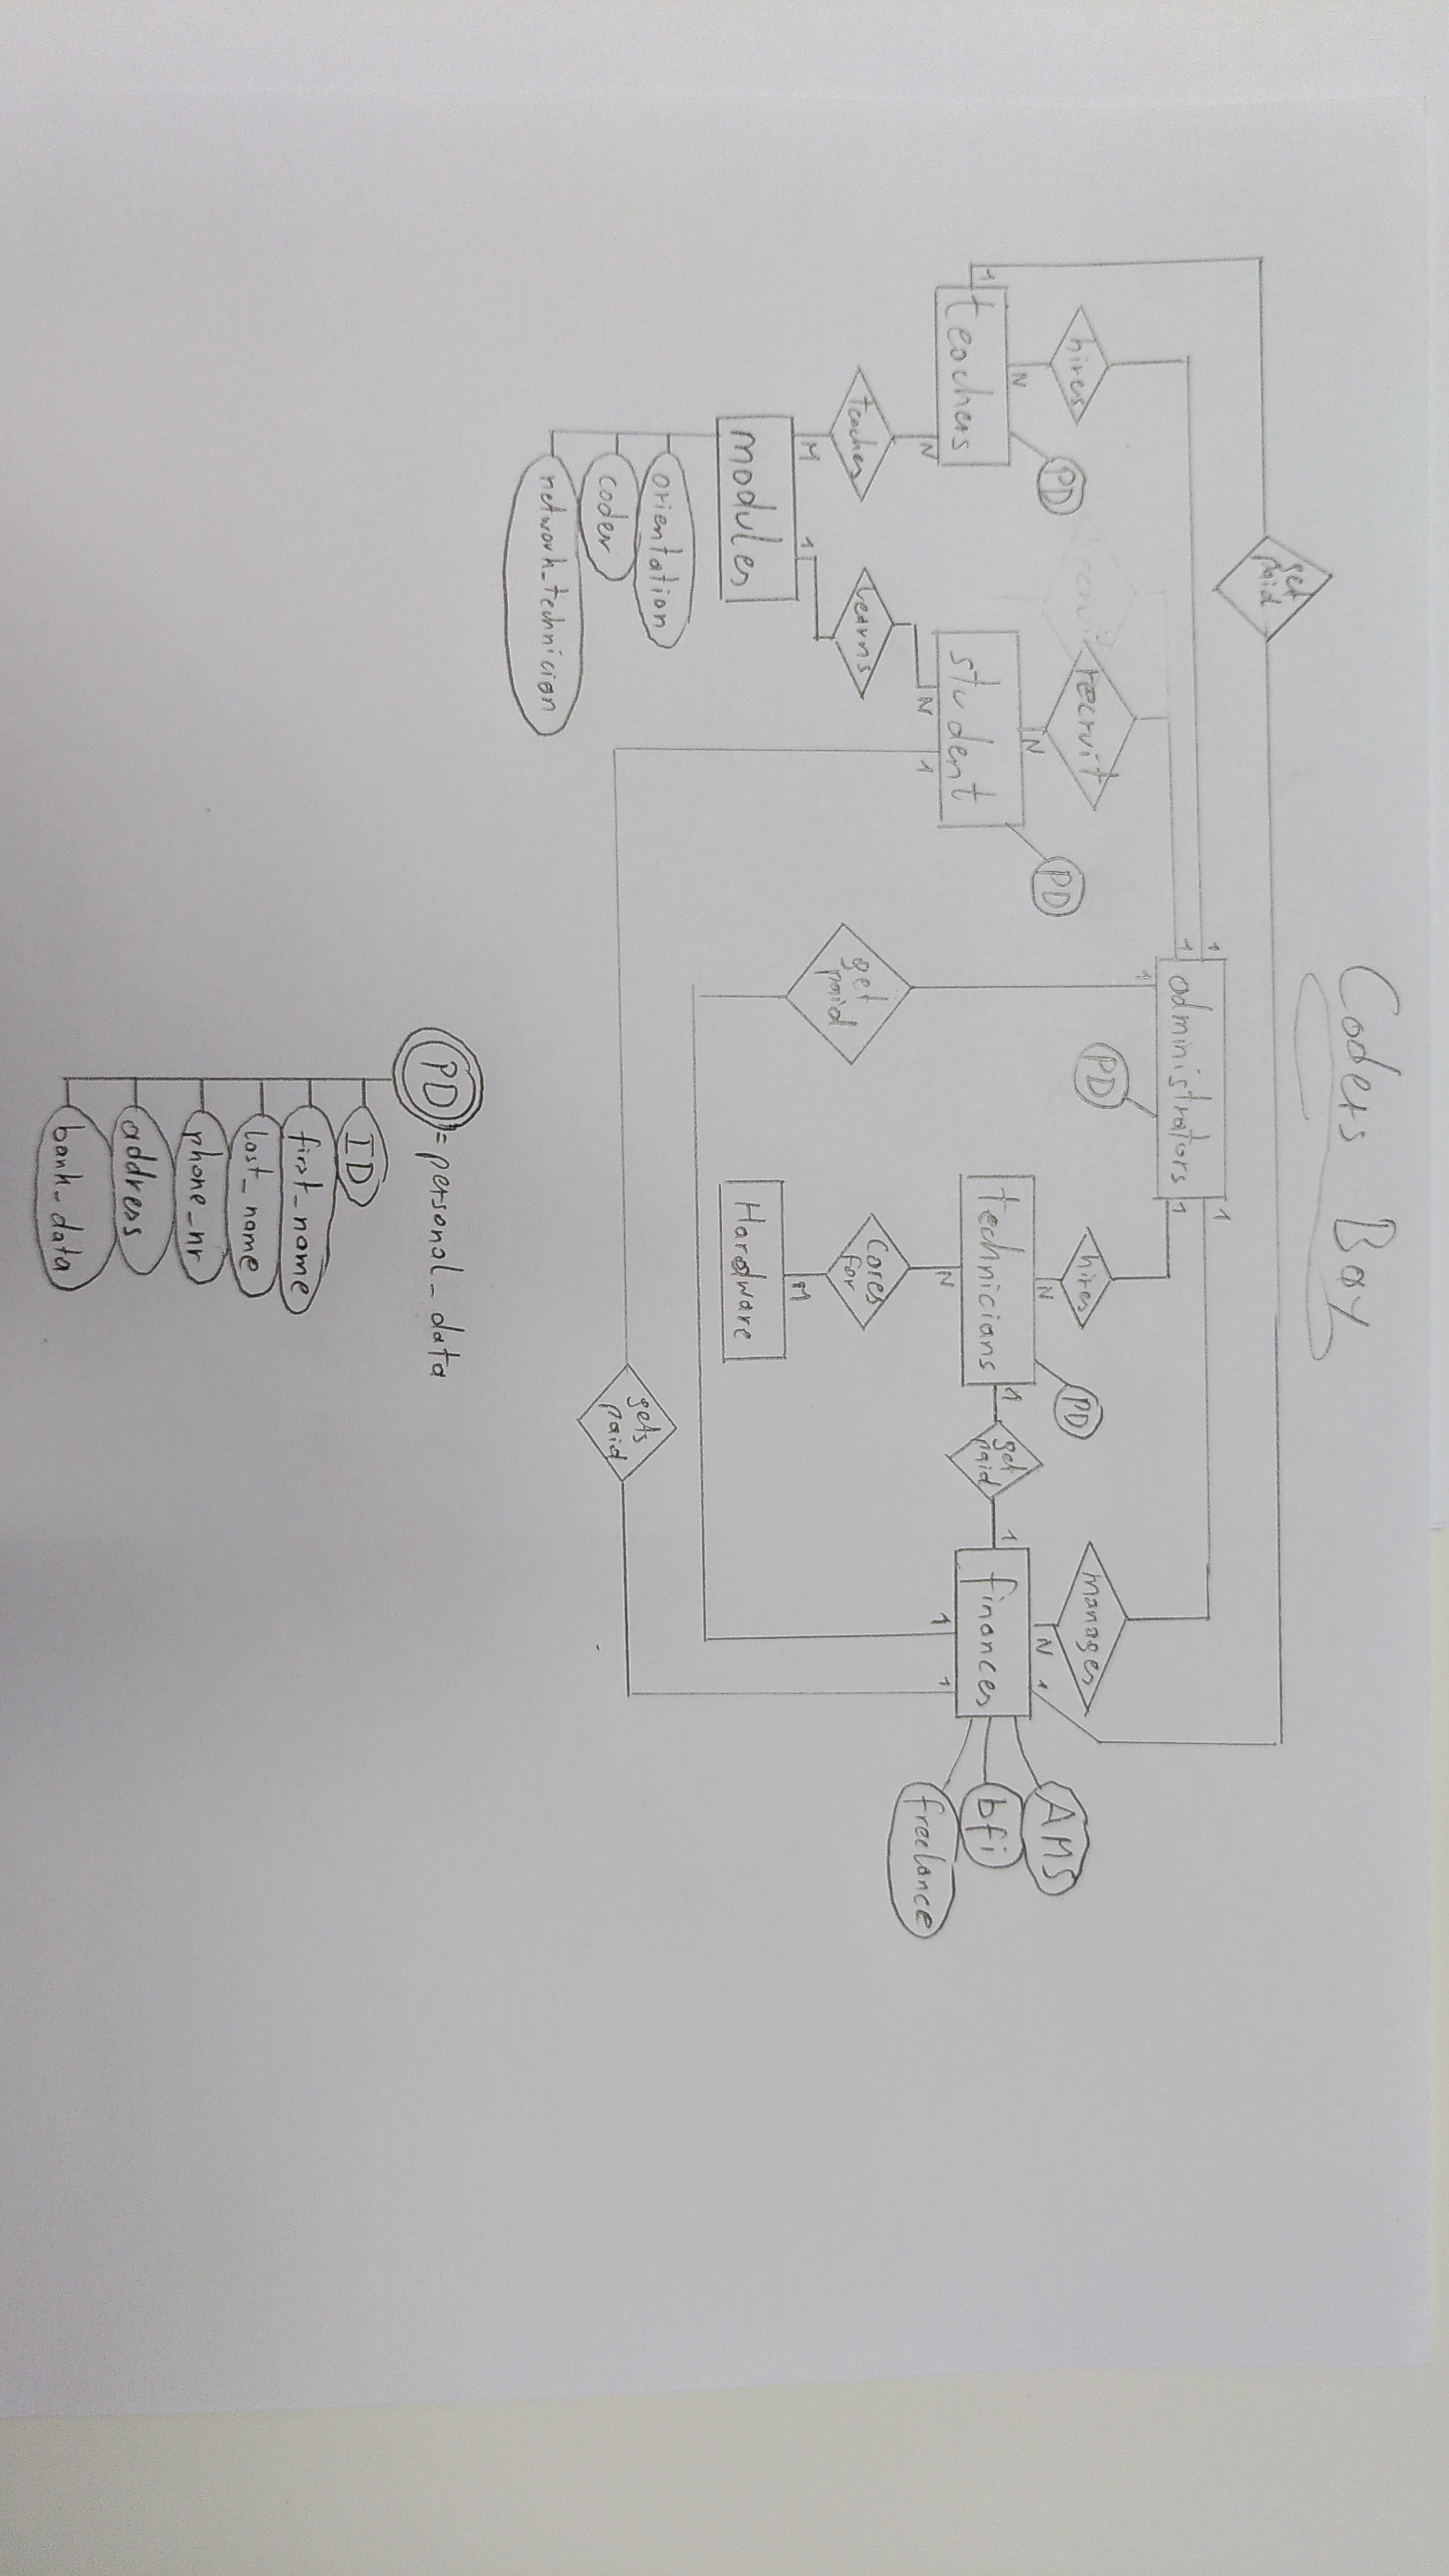 Coders Bay
get
paid
1
1
administrators
1
1
1
PD
hires
N
PD
recruit
recruit
N
PD
hires
N
PD
manages
N
1
AMS
bfi
freelance
1
teachers
N
student
N
1
technicians
1
get
paid
1
finances
N
1
1
teaches
M
learns
1
get
paid
Cares
for
M
modules
Hardware
orientation
coder
network_technician
gets
paid
PD = personal_data
ID
first_name
last_name
phone_nr
address
bank_data